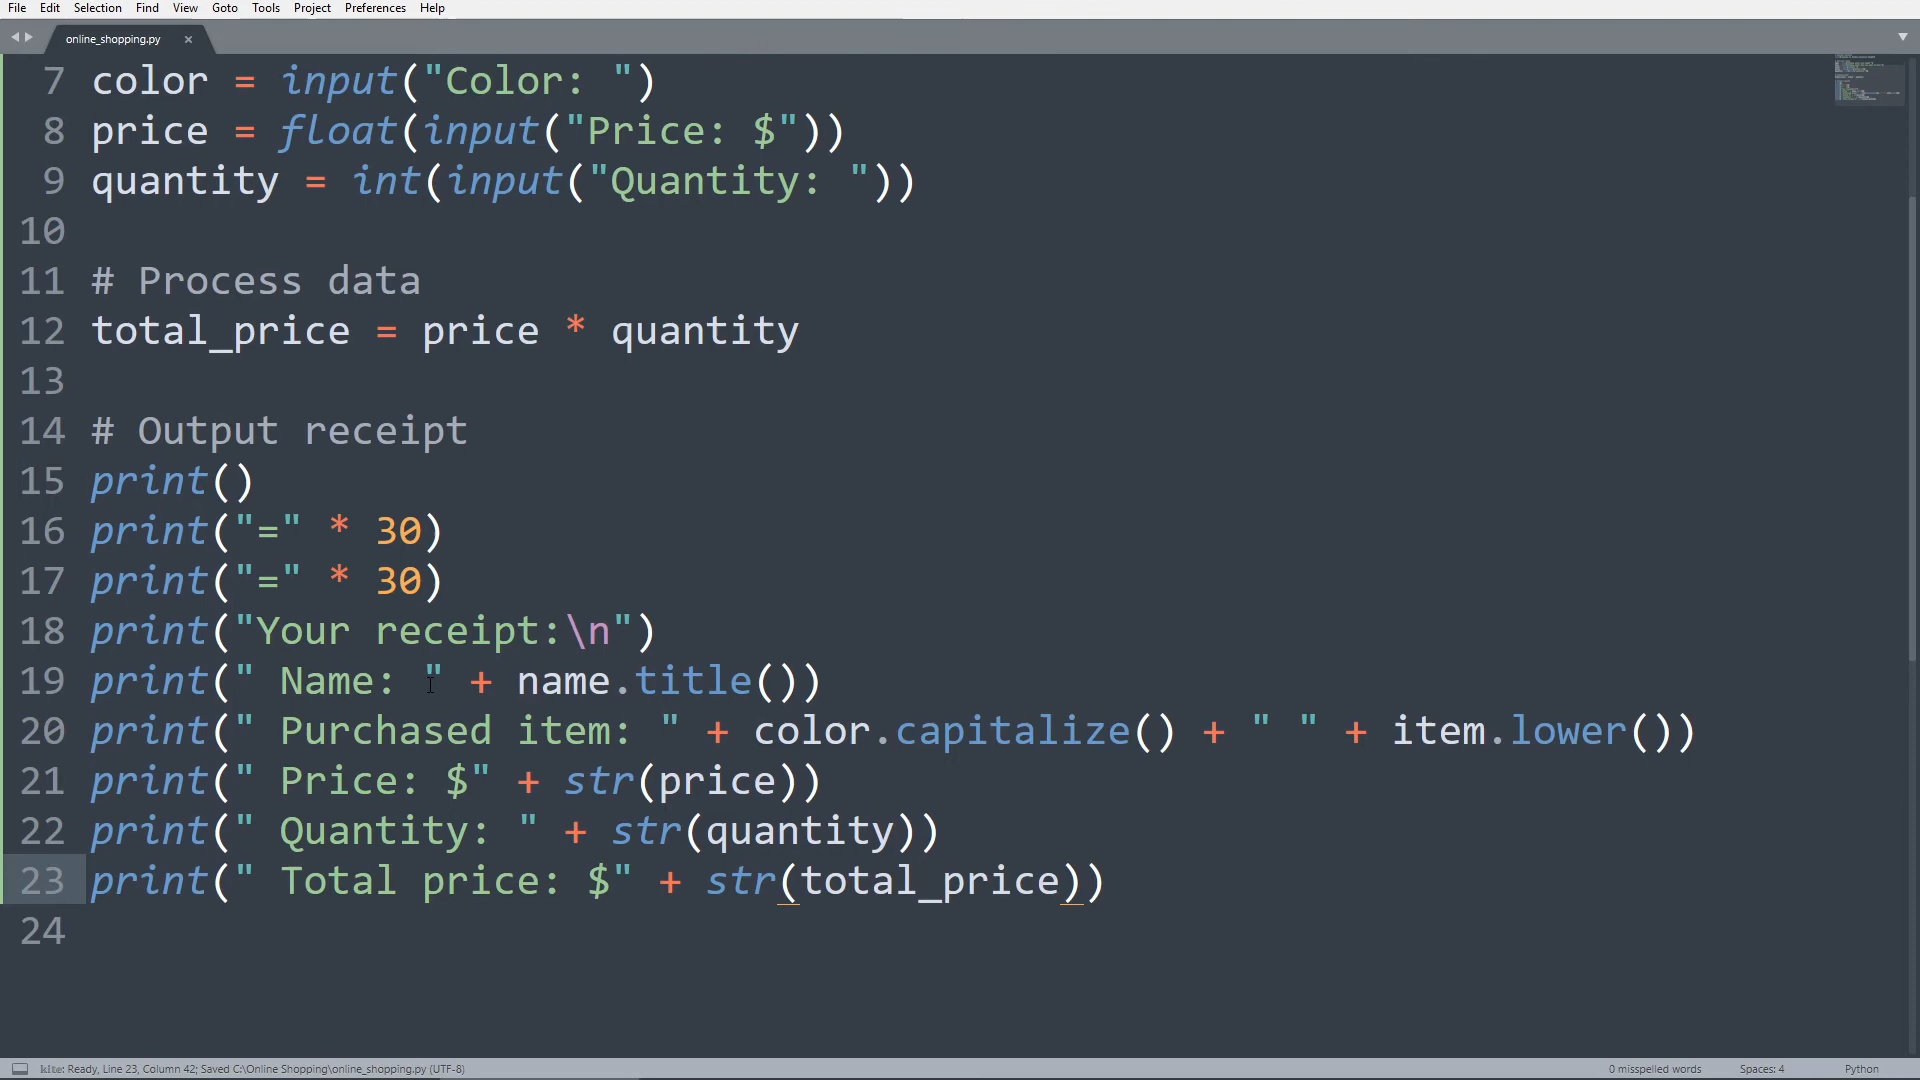 File Edit Selection Find View Goto Tools Project Preferences Help
online_shopping.py ×
7 color = input("Color: ")
8 price = float(input("Price: $"))
9 quantity = int(input("Quantity: "))
10
11 # Process data
12 total_price = price * quantity
13
14 # Output receipt
15 print()
16 print("=" * 30)
17 print("=" * 30)
18 print("Your receipt:\n")
19 print(" Name: " + name.title())
20 print(" Purchased item: " + color.capitalize() + " " + item.lower())
21 print(" Price: $" + str(price))
22 print(" Quantity: " + str(quantity))
23 print(" Total price: $" + str(total_price))
24
kite: Ready, Line 23, Column 42; Saved C:\Online Shopping\online_shopping.py (UTF-8) 0 misspelled words Spaces: 4 Python